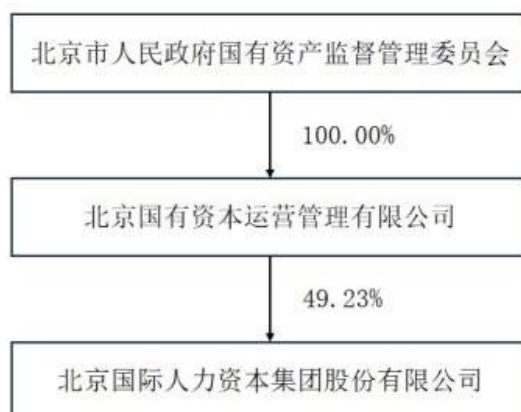 北京市人民政府国有资产监督管理委员会
100.00%
北京国有资本运营管理有限公司
49.23%
北京国际人力资本集团股份有限公司